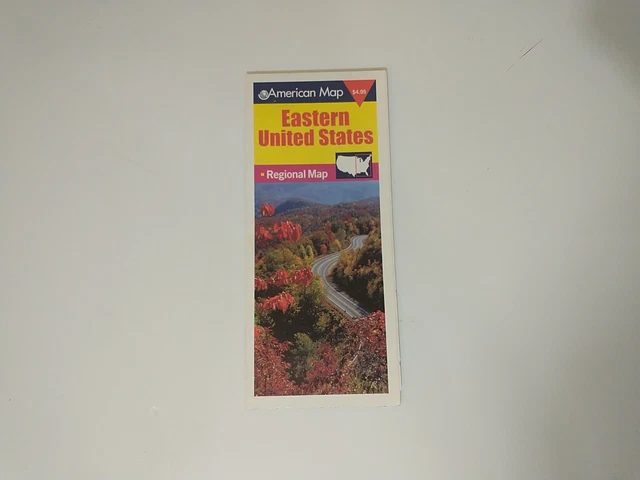 American Map
$4.95
Eastern
United States
• Regional Map